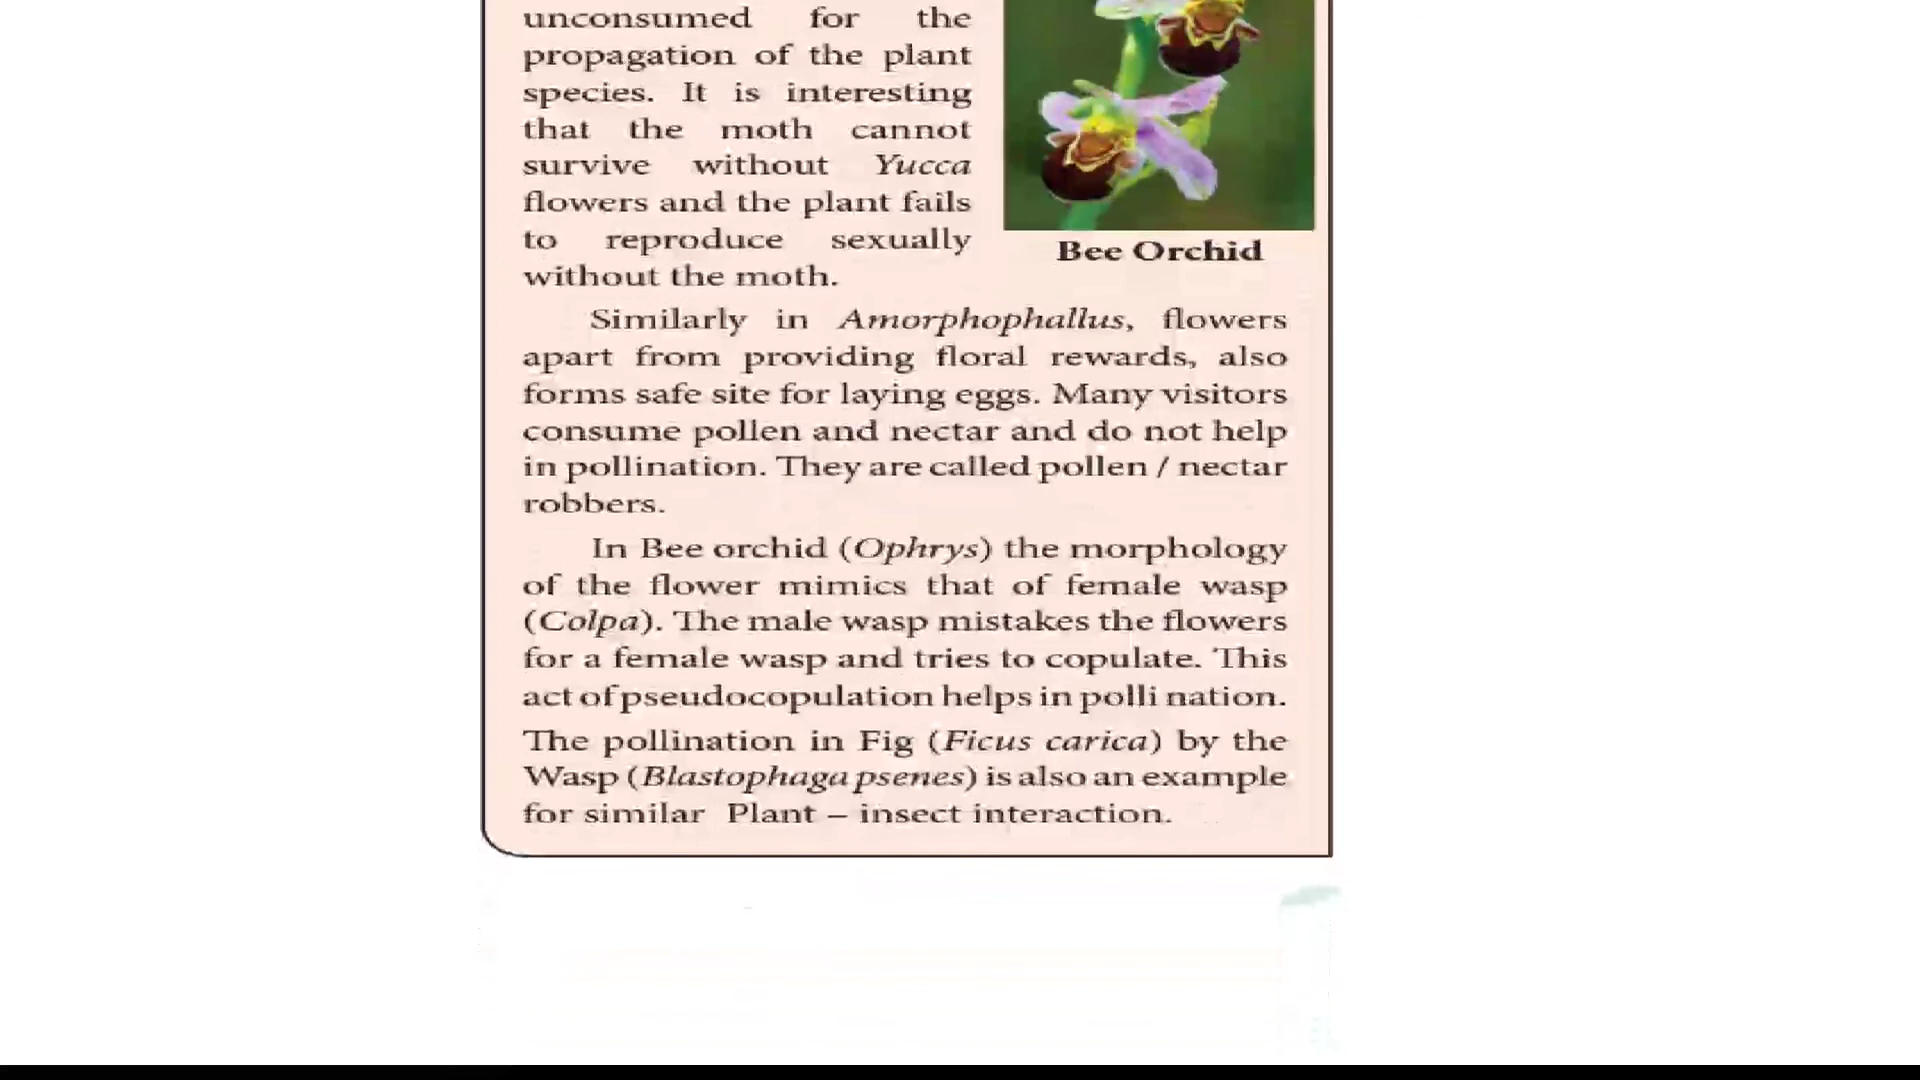 unconsumed for the
propagation of the plant
species. It is interesting
that the moth cannot
survive without Yucca
flowers and the plant fails
to reproduce sexually
without the moth.
Bee Orchid
Similarly in Amorphophallus, flowers
apart from providing floral rewards, also
forms safe site for laying eggs. Many visitors
consume pollen and nectar and do not help
in pollination. They are called pollen / nectar
robbers.
In Bee orchid (Ophrys) the morphology
of the flower mimics that of female wasp
(Colpa). The male wasp mistakes the flowers
for a female wasp and tries to copulate. This
act of pseudocopulation helps in polli nation.
The pollination in Fig (Ficus carica) by the
Wasp (Blastophaga psenes) is also an example
for similar Plant – insect interaction.